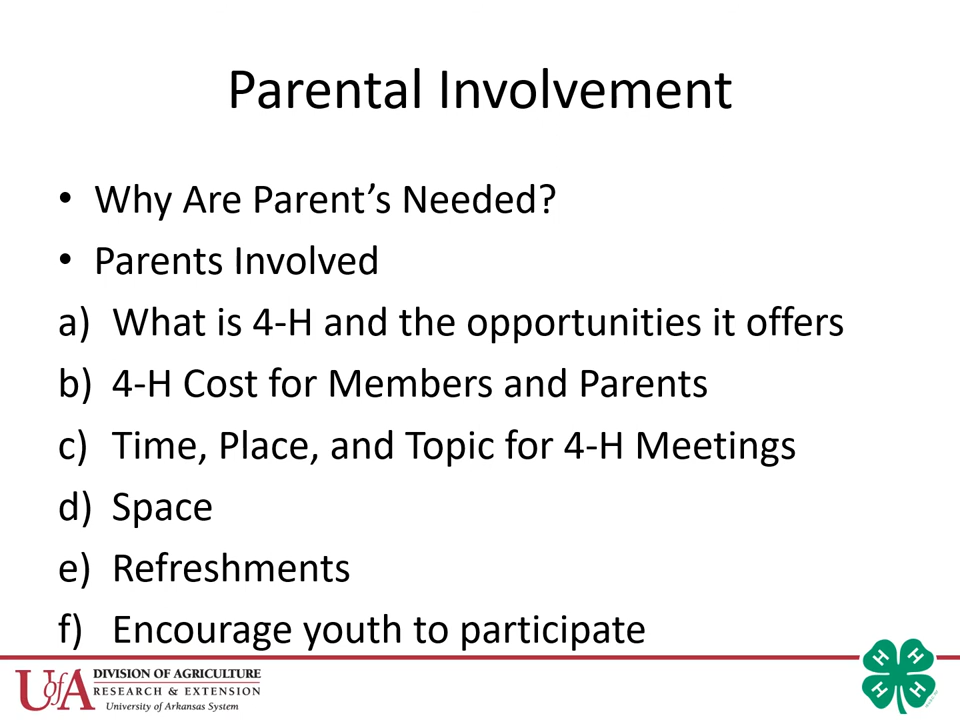 Parental Involvement
• Why Are Parent’s Needed?
• Parents Involved
a) What is 4-H and the opportunities it offers
b) 4-H Cost for Members and Parents
c) Time, Place, and Topic for 4-H Meetings
d) Space
e) Refreshments
f) Encourage youth to participate
UofA DIVISION OF AGRICULTURE
RESEARCH & EXTENSION
University of Arkansas System
H H
H H